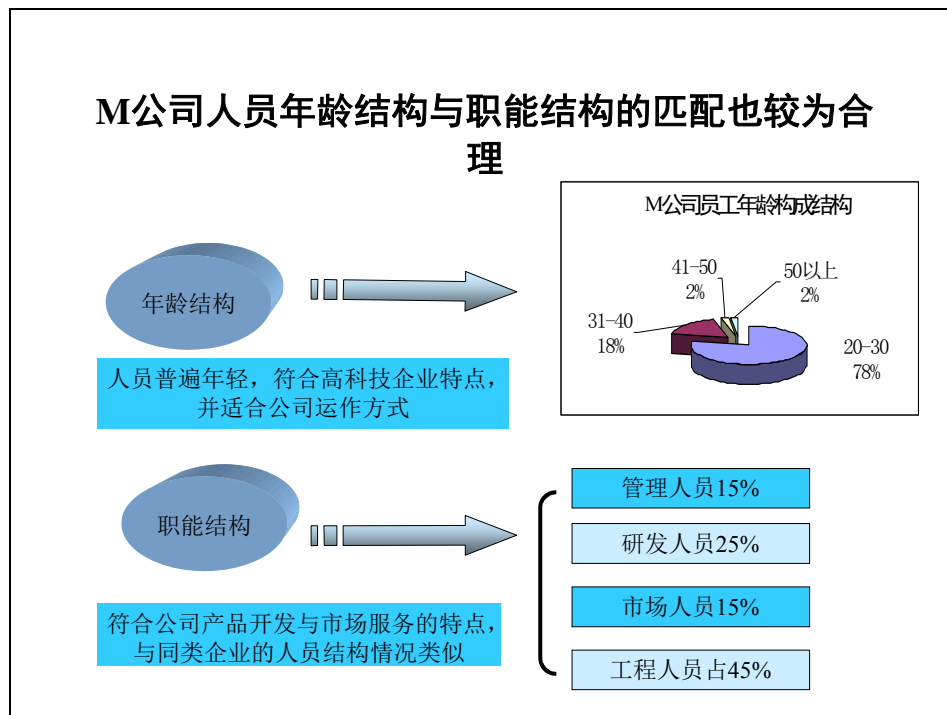 M公司人员年龄结构与职能结构的匹配也较为合
理
年龄结构
人员普遍年轻，符合高科技企业特点，
并适合公司运作方式
M公司员工年龄构成结构
41-50
2%
50以上
2%
31-40
18%
20-30
78%
职能结构
符合公司产品开发与市场服务的特点，
与同类企业的人员结构情况类似
管理人员15%
研发人员25%
市场人员15%
工程人员占45%